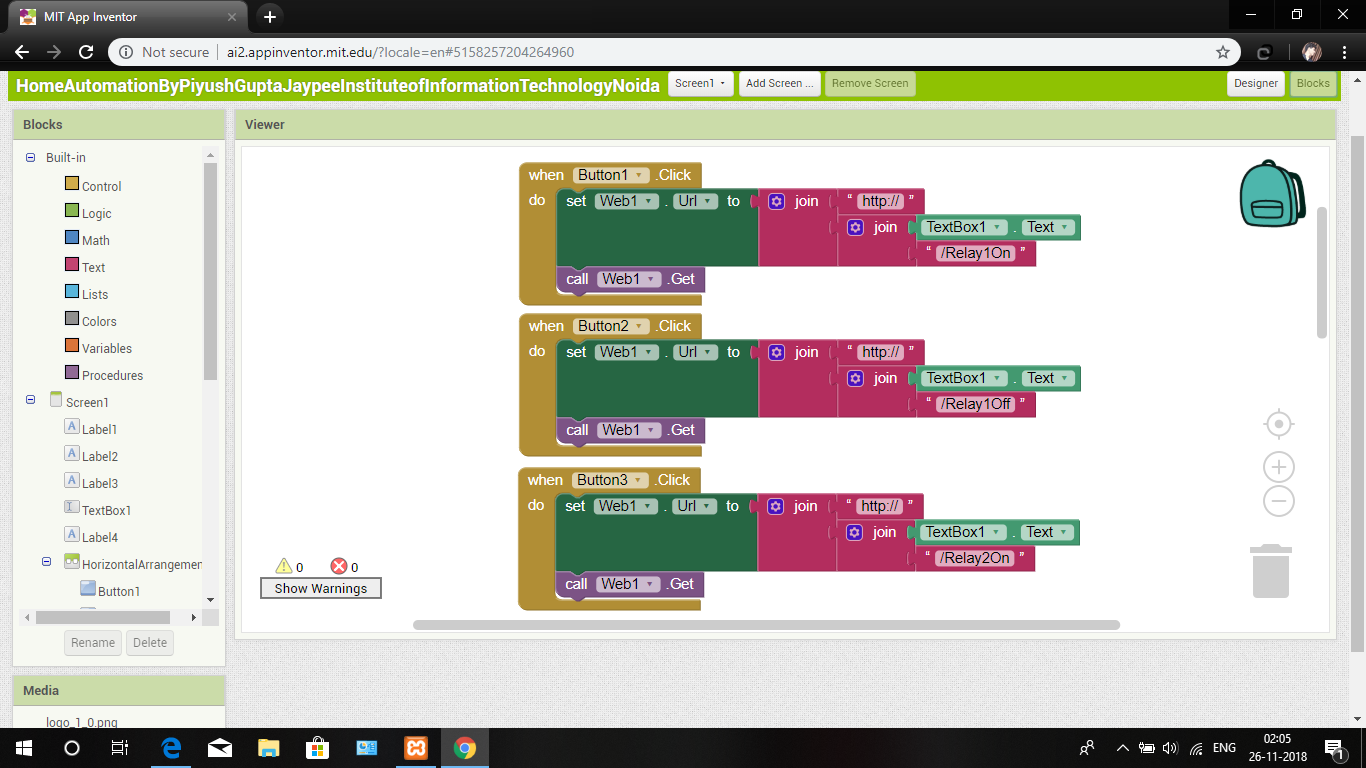 MIT App Inventor
Not secure ai2.appinventor.mit.edu/?locale=en#5158257204264960
HomeAutomationByPiyushGuptaJaypeeInstituteofInformationTechnologyNoida Screen1 Add Screen ... Remove Screen Designer Blocks
Blocks
Viewer
Built-in
Control
Logic
Math
Text
Lists
Colors
Variables
Procedures
Screen1
Label1
Label2
Label3
TextBox1
Label4
HorizontalArrangemen
Button1
Rename Delete
Media
logo_1_0.png
when Button1 .Click
do set Web1 . Url to join “ http:// ”
join TextBox1 . Text
“ /Relay1On ”
call Web1 .Get
when Button2 .Click
do set Web1 . Url to join “ http:// ”
join TextBox1 . Text
“ /Relay1Off ”
call Web1 .Get
when Button3 .Click
do set Web1 . Url to join “ http:// ”
join TextBox1 . Text
“ /Relay2On ”
call Web1 .Get
0 0
Show Warnings
ENG
02:05
26-11-2018
1